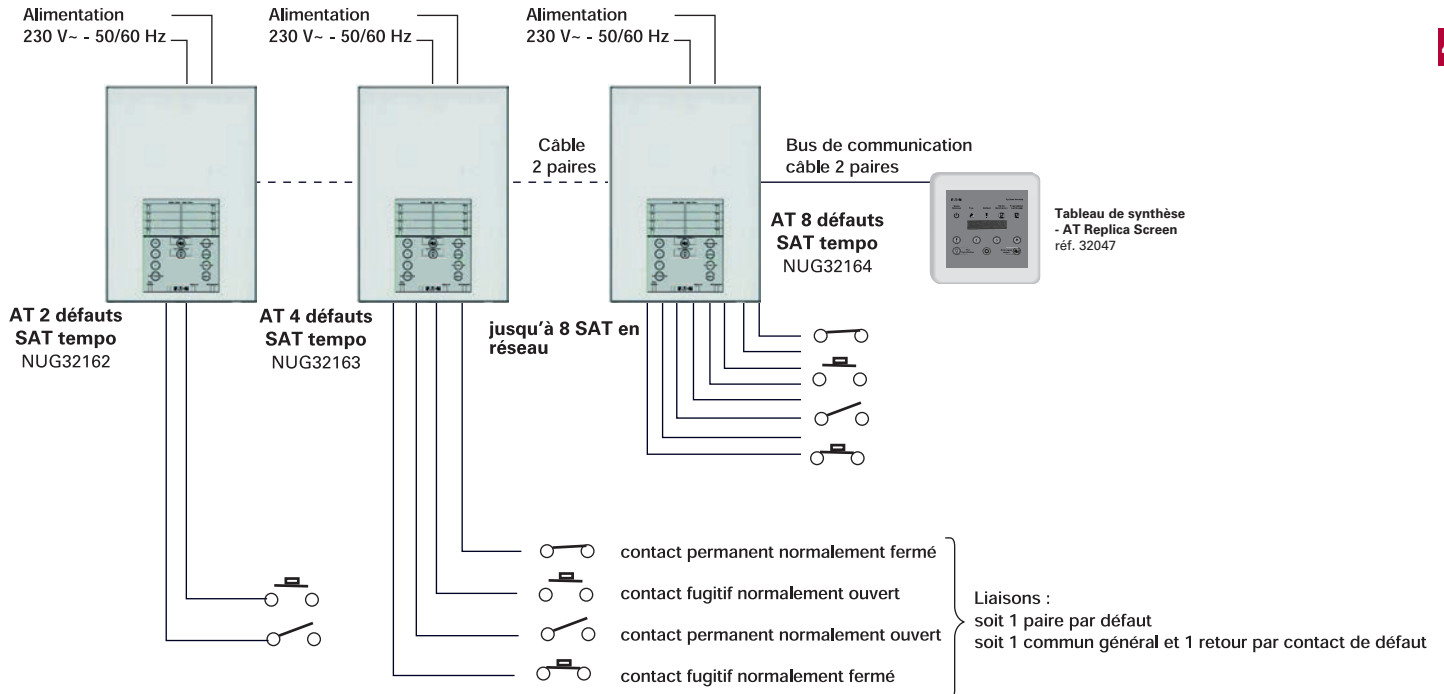 Alimentation
230 V~ - 50/60 Hz
Alimentation
230 V~ - 50/60 Hz
Alimentation
230 V~ - 50/60 Hz
Câble
2 paires
Bus de communication
câble 2 paires
Tableau de synthèse
- AT Replica Screen
réf. 32047
AT 8 défauts
SAT tempo
NUG32164
AT 2 défauts
SAT tempo
NUG32162
AT 4 défauts
SAT tempo
NUG32163
jusqu'à 8 SAT en
réseau
contact permanent normalement fermé
contact fugitif normalement ouvert
contact permanent normalement ouvert
contact fugitif normalement fermé
Liaisons :
soit 1 paire par défaut
soit 1 commun général et 1 retour par contact de défaut